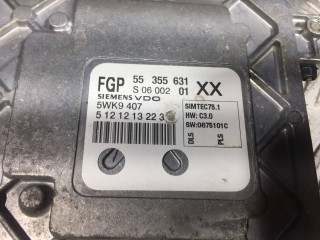 FGP 55 355 631 XX
S 06 002 01
SIEMENS VDO
5WK9 407
5 12 12 13 22 3
SIMTEC75.1
HW: C3.0
SW:0675101C
DLS
PLS